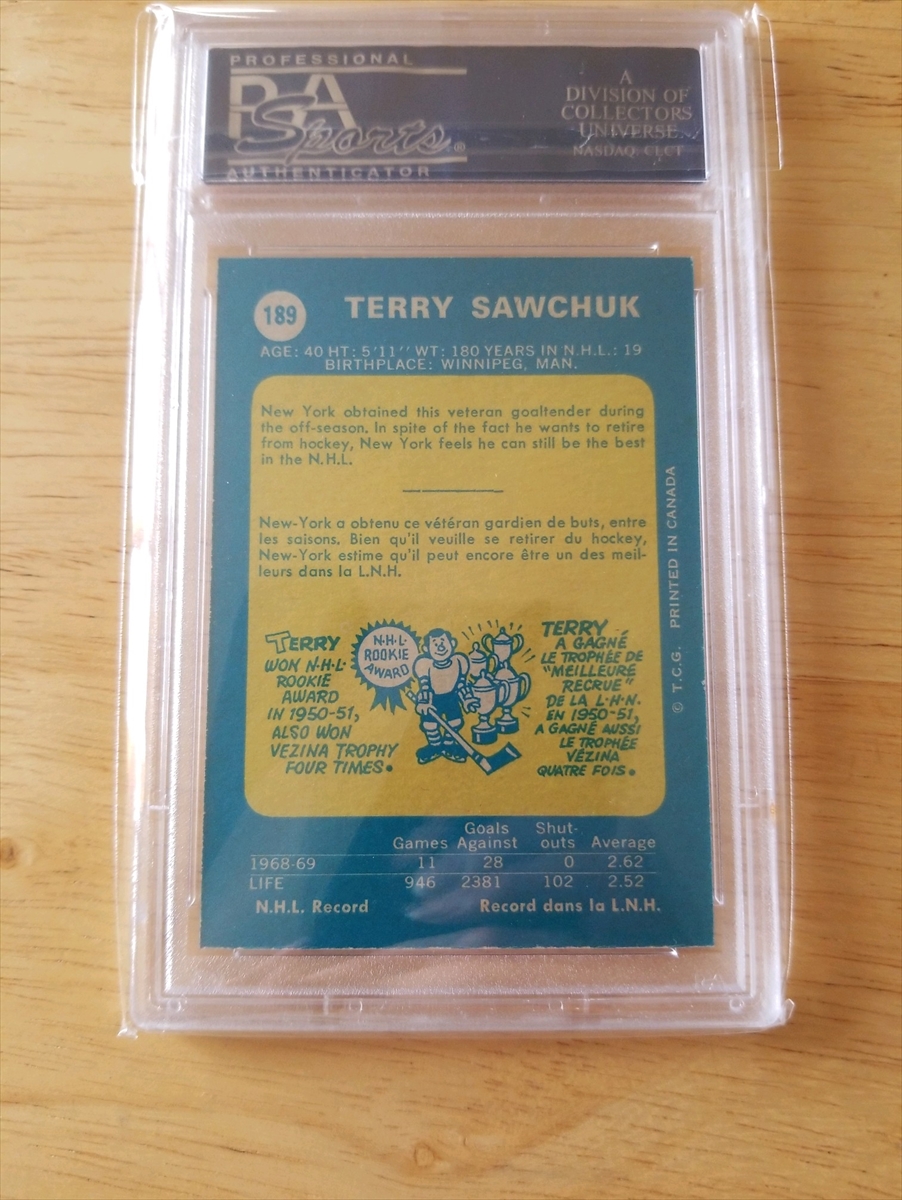 PROFESSIONAL
PSA
Sports®
AUTHENTICATOR
A
DIVISION OF
COLLECTORS
UNIVERSE
NASDAQ: CLCT
189
TERRY SAWCHUK
AGE: 40 HT: 5'11'' WT: 180 YEARS IN N.H.L.: 19
BIRTHPLACE: WINNIPEG, MAN.
New York obtained this veteran goaltender during
the off-season. In spite of the fact he wants to retire
from hockey, New York feels he can still be the best
in the N.H.L.
New-York a obtenu ce vétéran gardien de buts, entre
les saisons. Bien qu'il veuille se retirer du hockey,
New-York estime qu'il peut encore être un des meil-
leurs dans la L.N.H.
TERRY
WON N·H·L·
ROOKIE
AWARD
IN 1950-51,
ALSO WON
VEZINA TROPHY
FOUR TIMES.
N·H·L·
ROOKIE
AWARD
TERRY
A GAGNÉ
LE TROPHÉE DE
"MEILLEURE
RECRUE"
DE LA L·H·N.
EN 1950-51,
A GAGNÉ AUSSI
LE TROPHÉE
VÉZINA
QUATRE FOIS.
© T.C.G. PRINTED IN CANADA
Goals Shut-
Games Against outs Average
1968-69 11 28 0 2.62
LIFE 946 2381 102 2.52
N.H.L. Record Record dans la L.N.H.